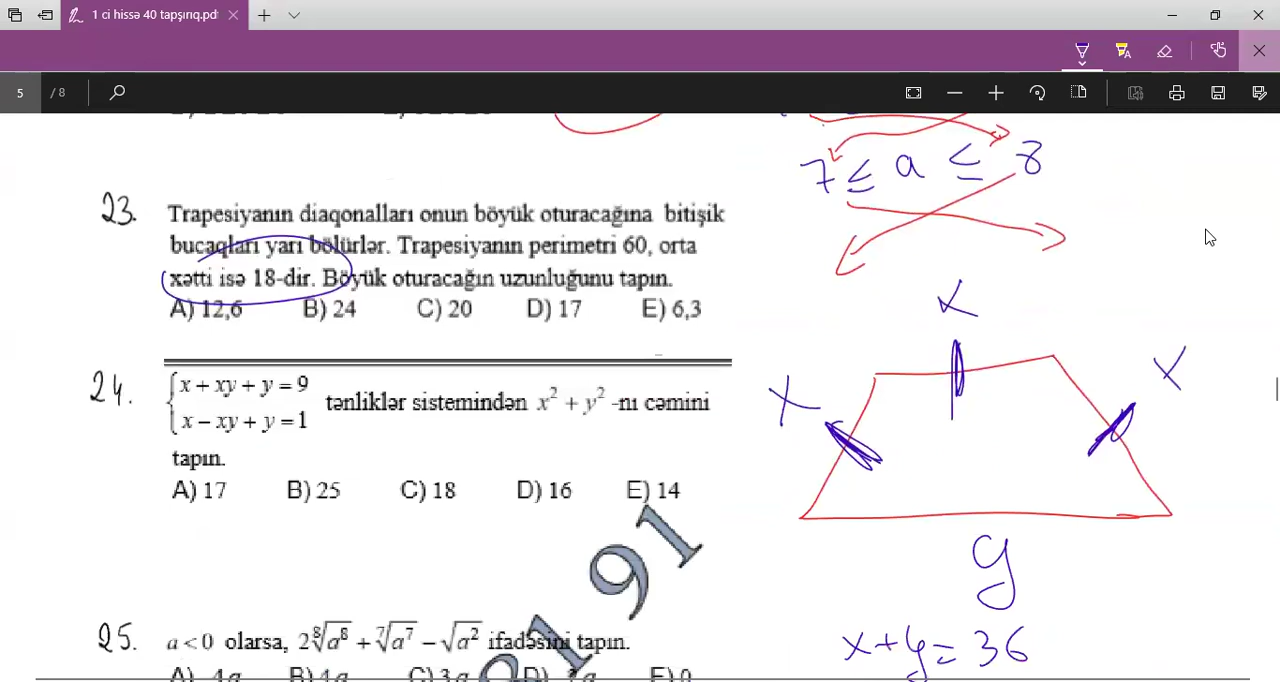 1 ci hissə 40 tapşırıq.pdf
5 / 8
7 ≤ a ≤ 8
23. Trapesiyanın diaqonalları onun böyük oturacağına bitişik
bucaqları yarı bölürlər. Trapesiyanın perimetri 60, orta
xətti isə 18-dir. Böyük oturacağın uzunluğunu tapın.
A) 12,6 B) 24 C) 20 D) 17 E) 6,3
x
x x
24. {x + xy + y = 9
x − xy + y = 1 tənliklər sistemindən x² + y² -nı cəmini
tapın.
A) 17 B) 25 C) 18 D) 16 E) 14
y
x+y=36
91 91
25. a < 0 olarsa, 2⁸√a⁸ + ⁷√a⁷ − √a² ifadəsini tapın.